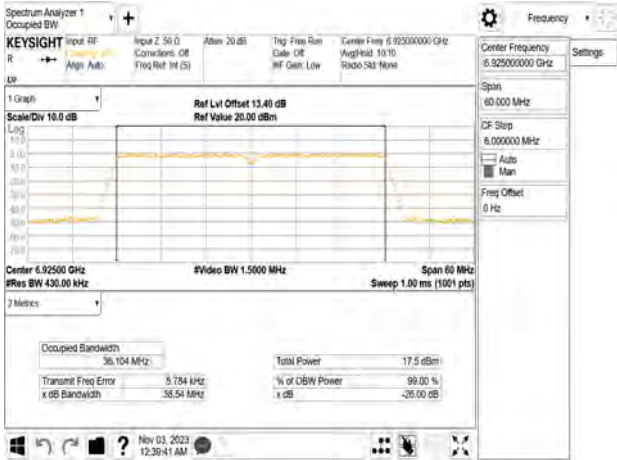 Spectrum Analyzer 1
Occupied BW
+
Frequency
KEYSIGHT
R
Input: RF
Align: Auto
Input Z: 50 Ω
Corrections: Off
Freq Ref: Int (S)
Atten: 20 dB
Trig: Free Run
Gate: Off
#IF Gain: Low
Center Freq: 6.925000000 GHz
Avg|Hold: 10/10
Radio Std: None
Center Frequency
6.925000000 GHz
Settings
Span
60.000 MHz
CF Step
6.000000 MHz
Auto
Man
Freq Offset
0 Hz
1 Graph
Scale/Div 10.0 dB
Ref Lvl Offset 13.40 dB
Ref Value 20.00 dBm
Log
10.0
0.00
Center 6.92500 GHz
#Res BW 430.00 kHz
#Video BW 1.5000 MHz
Span 60 MHz
Sweep 1.00 ms (1001 pts)
2 Metrics
Occupied Bandwidth
36.104 MHz
Total Power
17.5 dBm
Transmit Freq Error
5.784 kHz
% of OBW Power
99.00 %
x dB Bandwidth
38.54 MHz
x dB
-26.00 dB
?
Nov 03, 2023
12:39:41 AM